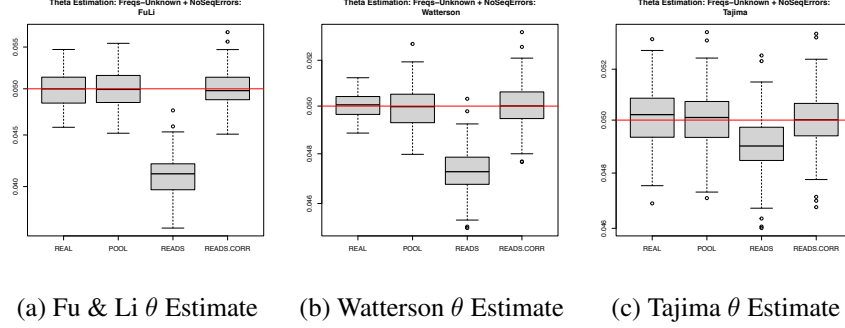 Theta Estimation: Freqs-Unknown + NoSeqErrors:
FuLi
0.055
0.050
0.045
0.040
REAL POOL READS READS.CORR
Theta Estimation: Freqs-Unknown + NoSeqErrors:
Watterson
0.052
0.050
0.048
0.046
REAL POOL READS READS.CORR
Theta Estimation: Freqs-Unknown + NoSeqErrors:
Tajima
0.052
0.050
0.048
0.046
REAL POOL READS READS.CORR
(a) Fu & Li θ Estimate
(b) Watterson θ Estimate
(c) Tajima θ Estimate